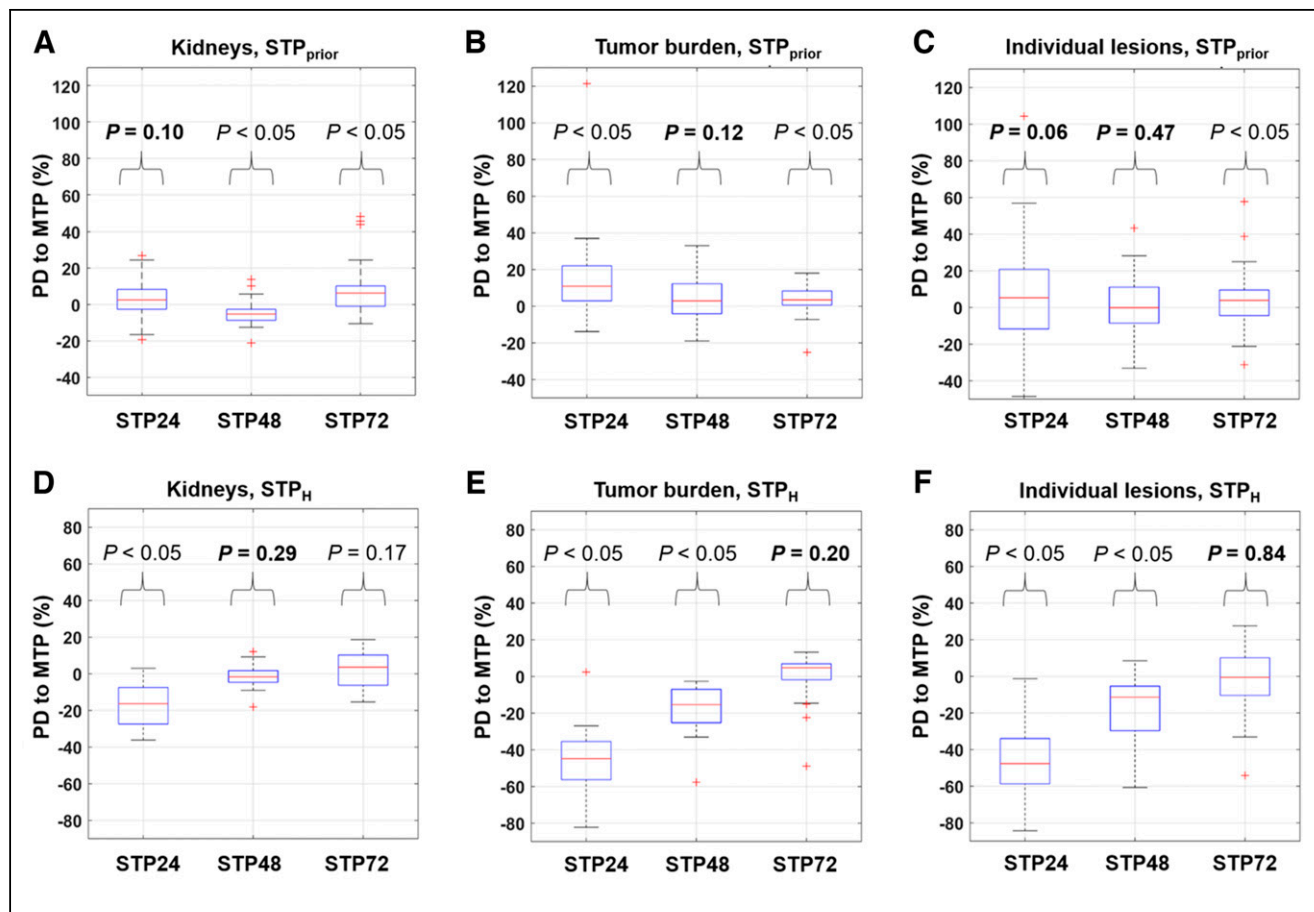 A Kidneys, STPprior
B Tumor burden, STPprior
C Individual lesions, STPprior
PD to MTP (%)
120
100
80
60
40
20
0
-20
-40
P = 0.10 P < 0.05 P < 0.05
STP24 STP48 STP72
PD to MTP (%)
120
100
80
60
40
20
0
-20
-40
P < 0.05 P = 0.12 P < 0.05
STP24 STP48 STP72
PD to MTP (%)
120
100
80
60
40
20
0
-20
-40
P = 0.06 P = 0.47 P < 0.05
STP24 STP48 STP72
D Kidneys, STPH
E Tumor burden, STPH
F Individual lesions, STPH
PD to MTP (%)
80
60
40
20
0
-20
-40
-60
-80
P < 0.05 P = 0.29 P = 0.17
STP24 STP48 STP72
PD to MTP (%)
80
60
40
20
0
-20
-40
-60
-80
P < 0.05 P < 0.05 P = 0.20
STP24 STP48 STP72
PD to MTP (%)
80
60
40
20
0
-20
-40
-60
-80
P < 0.05 P < 0.05 P = 0.84
STP24 STP48 STP72